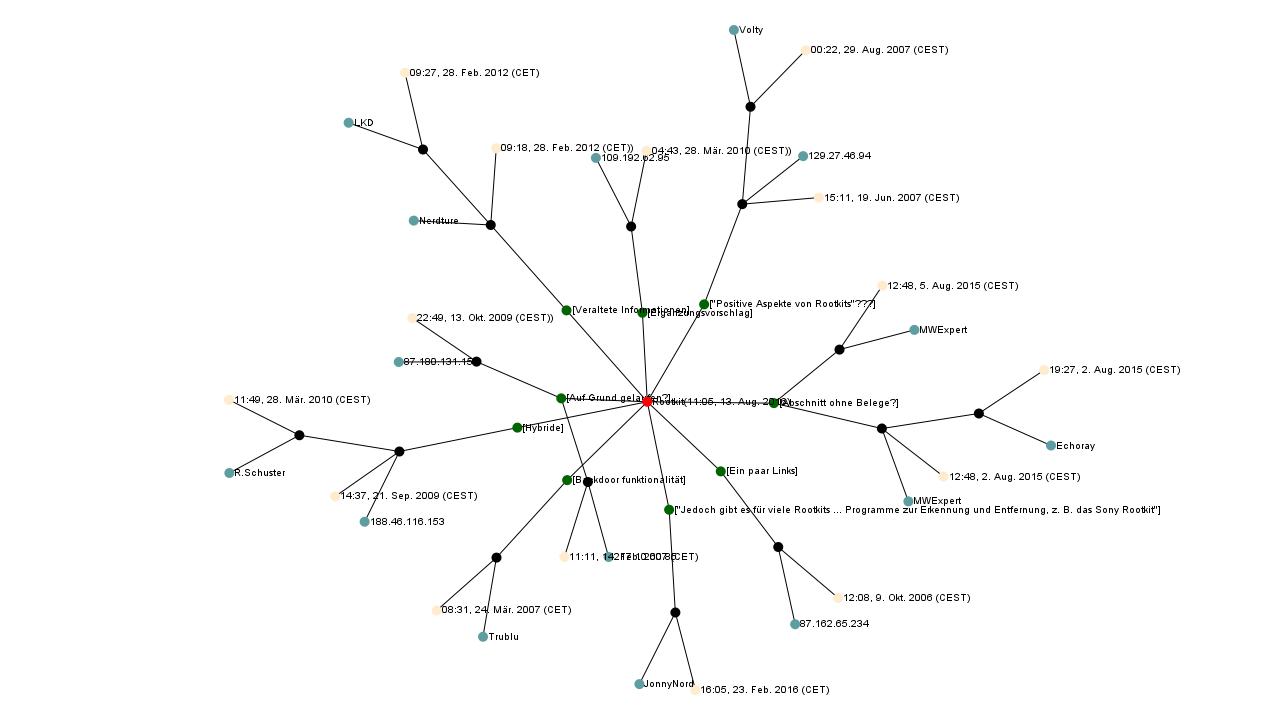 Volty
00:22, 29. Aug. 2007 (CEST)
09:27, 28. Feb. 2012 (CET)
LKD
09:18, 28. Feb. 2012 (CET))
109.192.62.95
04:43, 28. Mär. 2010 (CEST))
129.27.46.94
15:11, 19. Jun. 2007 (CEST)
Nerdture
12:48, 5. Aug. 2015 (CEST)
["Positive Aspekte von Rootkits"???]
[Veraltete Informationen]
[Ergänzungsvorschlag]
22:49, 13. Okt. 2009 (CEST))
MWExpert
87.180.131.15
19:27, 2. Aug. 2015 (CEST)
[Auf Grund gelaufen?]
11:49, 28. Mär. 2010 (CEST)
Rootkit(11:05, 13. Aug.
[Abschnitt ohne Belege?]
[Hybride]
Echoray
R.Schuster
[Ein paar Links]
12:48, 2. Aug. 2015 (CEST)
[Backdoor funktionalität]
14:37, 21. Sep. 2009 (CEST)
MWExpert
["Jedoch gibt es für viele Rootkits ... Programme zur Erkennung und Entfernung, z. B. das Sony Rootkit"]
188.46.116.153
11:11, (CET)
12:08, 9. Okt. 2006 (CEST)
08:31, 24. Mär. 2007 (CET)
87.162.65.234
Trublu
JonnyNord
16:05, 23. Feb. 2016 (CET)